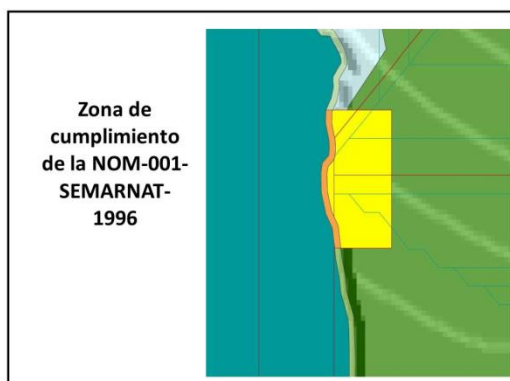 Zona de
cumplimiento
de la NOM-001-
SEMARNAT-
1996